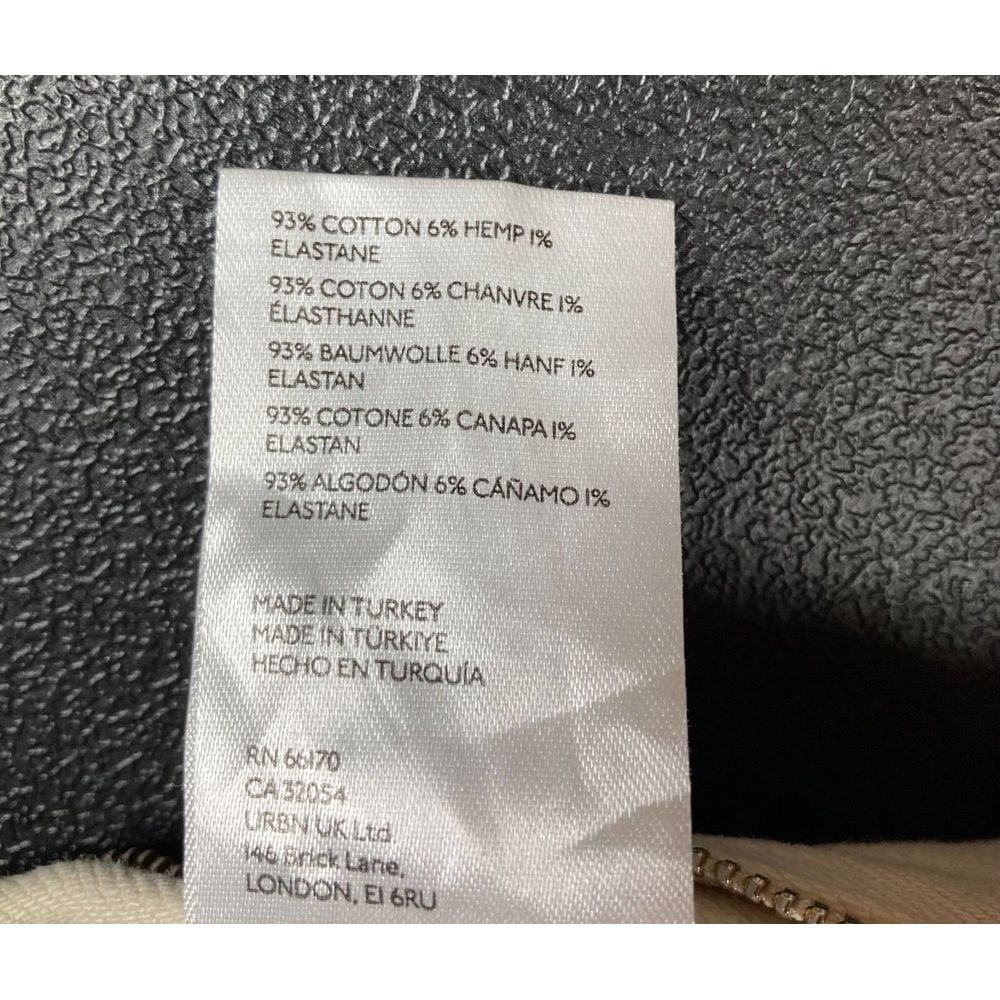 93% COTTON 6% HEMP 1%
ELASTANE
93% COTON 6% CHANVRE 1%
ÉLASTHANNE
93% BAUMWOLLE 6% HANF 1%
ELASTAN
93% COTONE 6% CANAPA 1%
ELASTAN
93% ALGODÓN 6% CÁÑAMO 1%
ELASTANE
MADE IN TURKEY
MADE IN TÜRKIYE
HECHO EN TURQUÍA
RN 66170
CA 32054
URBN UK Ltd
146 Brick Lane,
LONDON, E1 6RU